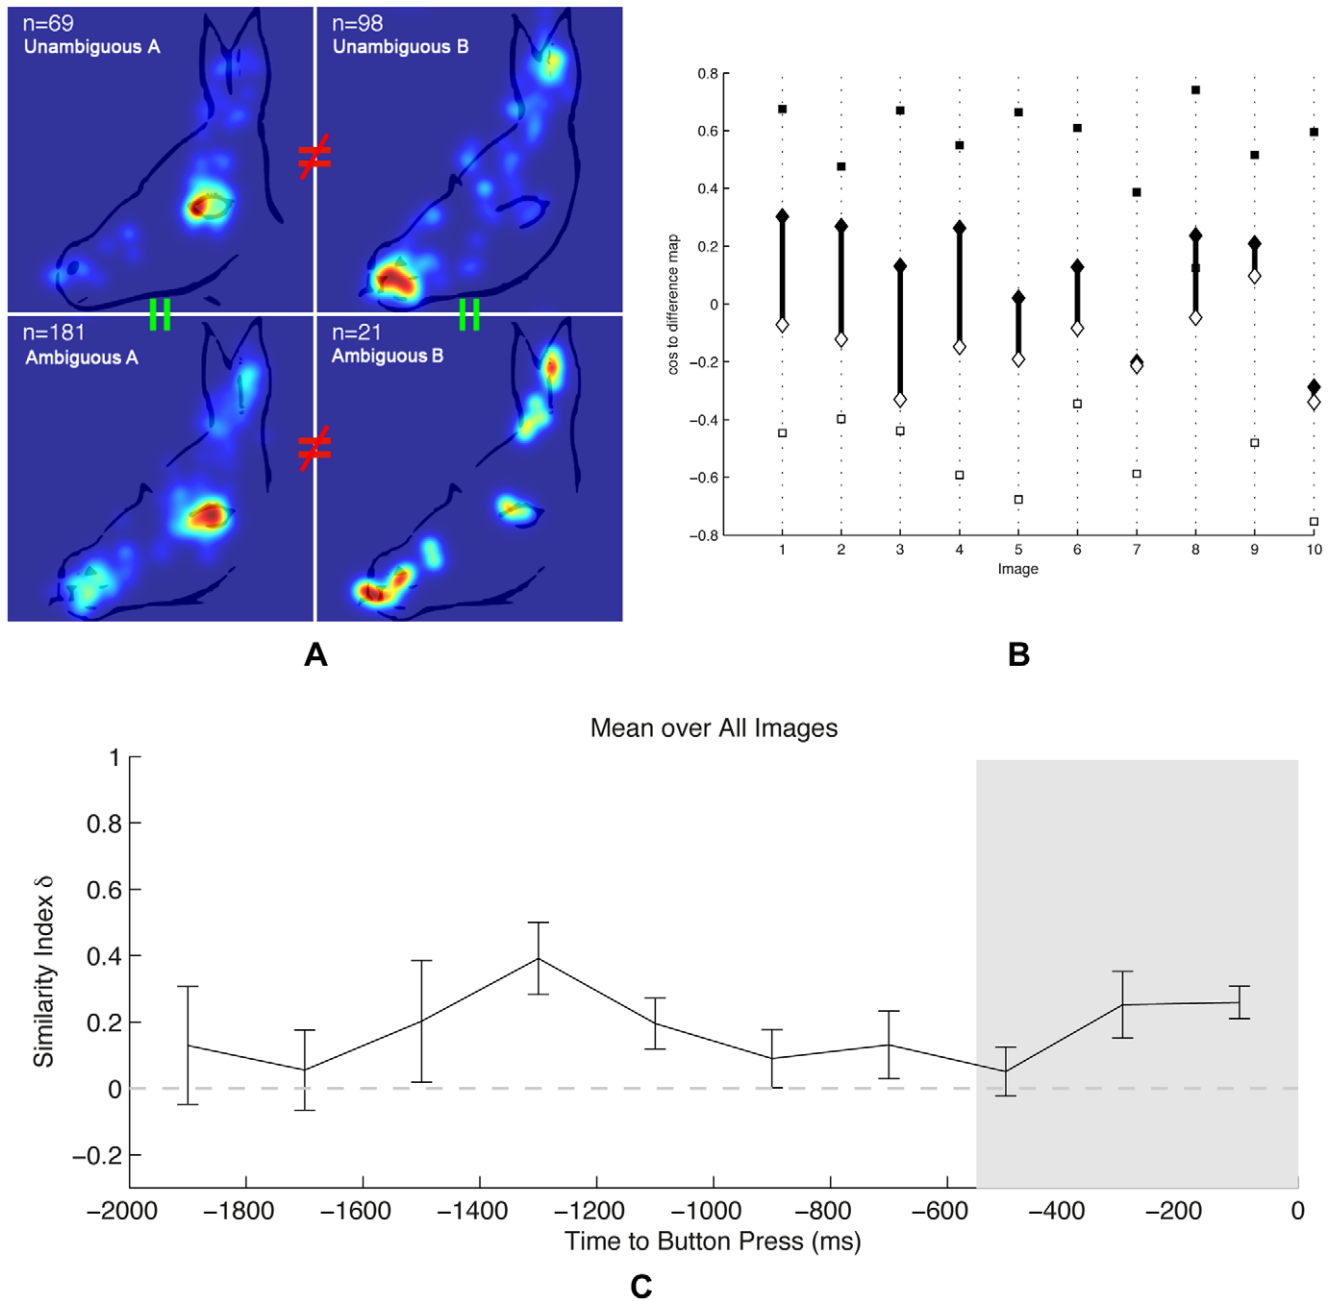 n=69
Unambiguous A
n=98
Unambiguous B
≠
=
=
n=181
Ambiguous A
n=21
Ambiguous B
≠
A
cos to difference map
0.8
0.6
0.4
0.2
0
−0.2
−0.4
−0.6
−0.8
1 2 3 4 5 6 7 8 9 10
Image
B
Mean over All Images
Similarity Index δ
1
0.8
0.6
0.4
0.2
0
−0.2
−2000 −1800 −1600 −1400 −1200 −1000 −800 −600 −400 −200 0
Time to Button Press (ms)
C